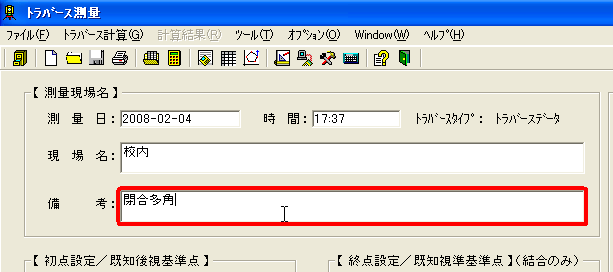 トラバース測量
ファイル(F) トラバース計算(G) 計算結果(R) ツール(T) オプション(O) Window(W) ヘルプ(H)
【 測量現場名 】
測 量 日： 2008-02-04 時 間： 17:37 トラバースタイプ： トラバースデータ
現 場 名： 校内
備 考： 閉合多角
【 初点設定／既知後視基準点 】 【 終点設定／既知視準基準点 】(結合のみ)